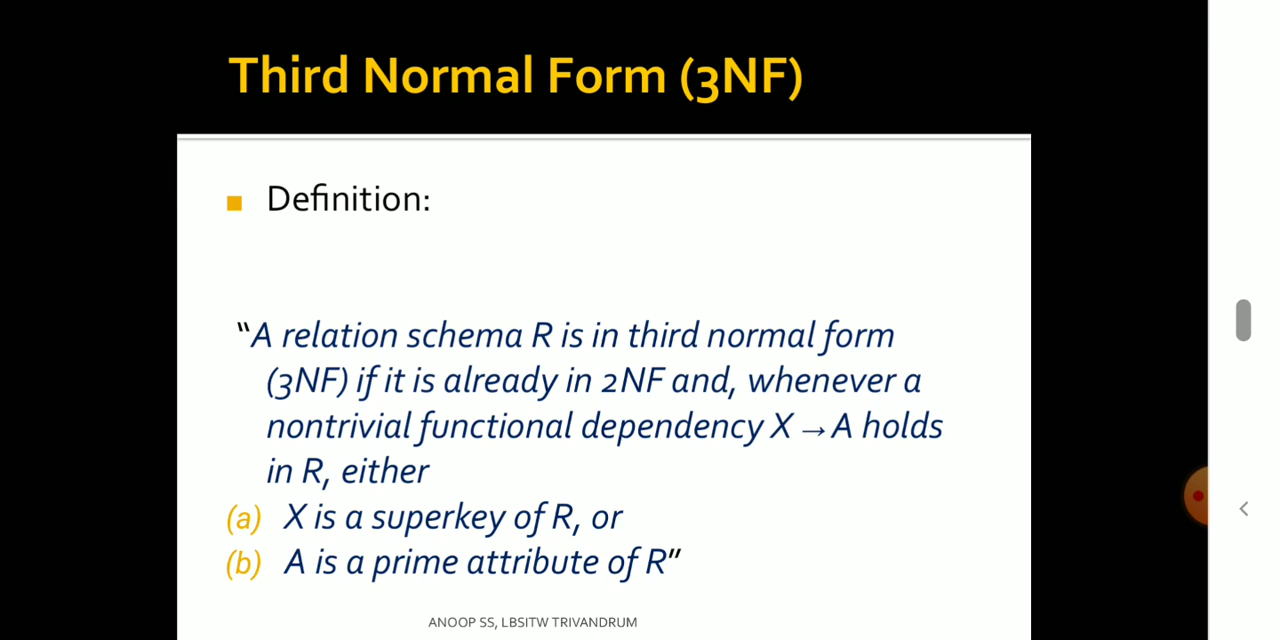 Third Normal Form (3NF)
Definition:
“A relation schema R is in third normal form
(3NF) if it is already in 2NF and, whenever a
nontrivial functional dependency X → A holds
in R, either
(a) X is a superkey of R, or
(b) A is a prime attribute of R”
ANOOP SS, LBSITW TRIVANDRUM